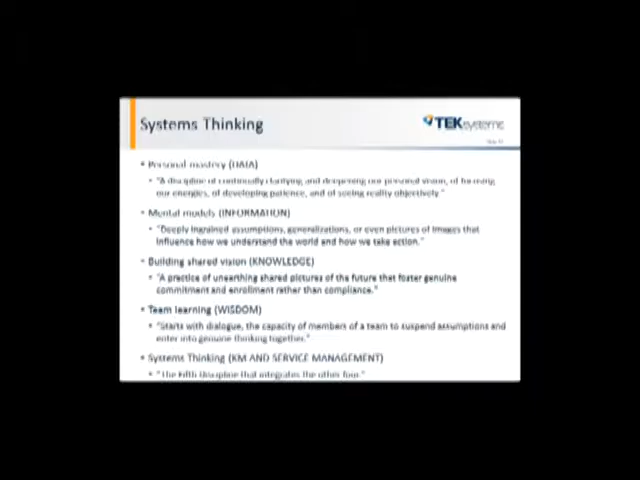 Systems Thinking
TEKsystems
• Personal mastery (DATA)
• "A discipline of continually clarifying and deepening our personal vision, of focusing
our energies, of developing patience, and of seeing reality objectively."
• Mental models (INFORMATION)
• "Deeply ingrained assumptions, generalizations, or even pictures of images that
influence how we understand the world and how we take action."
• Building shared vision (KNOWLEDGE)
• "A practice of unearthing shared pictures of the future that foster genuine
commitment and enrollment rather than compliance."
• Team learning (WISDOM)
• "Starts with dialogue, the capacity of members of a team to suspend assumptions and
enter into genuine thinking together."
• Systems Thinking (KM AND SERVICE MANAGEMENT)
• "The Fifth Discipline that integrates the other four."